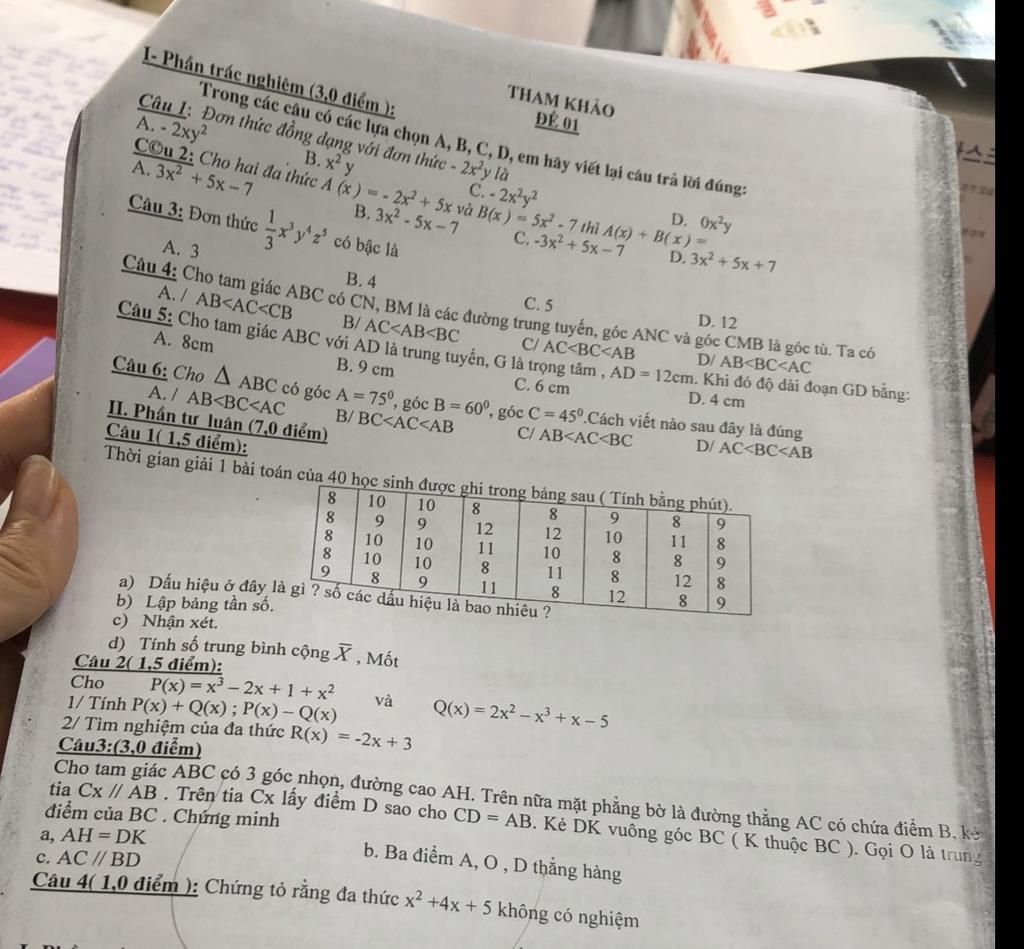 THAM KHẢO
ĐỀ 01
I- Phần trắc nghiệm (3,0 điểm ):
Trong các câu có các lựa chọn A, B, C, D, em hãy viết lại câu trả lời đúng:
Câu 1: Đơn thức đồng dạng với đơn thức - 2x²y là
A. - 2xy² B. x² y C. - 2x²y² D. 0x²y
C©u 2: Cho hai đa thức A (x ) = - 2x² + 5x và B(x ) = 5x² - 7 thì A(x) + B( x ) =
A. 3x² + 5x – 7 B. 3x² - 5x – 7 C. -3x² + 5x – 7 D. 3x² + 5x + 7
Câu 3: Đơn thức 1/3 x³y⁴z⁵ có bậc là
A. 3 B. 4 C. 5 D. 12
Câu 4: Cho tam giác ABC có CN, BM là các đường trung tuyến, góc ANC và góc CMB là góc tù. Ta có
A. / AB<AC<CB B/ AC<AB<BC C/ AC<BC<AB D/ AB<BC<AC
Câu 5: Cho tam giác ABC với AD là trung tuyến, G là trọng tâm , AD = 12cm. Khi đó độ dài đoạn GD bằng:
A. 8cm B. 9 cm C. 6 cm D. 4 cm
Câu 6: Cho Δ ABC có góc A = 75⁰, góc B = 60⁰, góc C = 45⁰.Cách viết nào sau đây là đúng
A. / AB<BC<AC B/ BC<AC<AB C/ AB<AC<BC D/ AC<BC<AB
II. Phần tư luân (7,0 điểm)
Câu 1( 1,5 điểm):
Thời gian giải 1 bài toán của 40 học sinh được ghi trong bảng sau ( Tính bằng phút).
8 10 10 8 8 9 8 9
8 9 9 12 12 10 11 8
8 10 10 11 10 8 8 9
8 10 10 8 11 8 12 8
9 8 9 11 8 12 8 9
a) Dấu hiệu ở đây là gì ? số các dấu hiệu là bao nhiêu ?
b) Lập bảng tần số.
c) Nhận xét.
d) Tính số trung bình cộng X̅ , Mốt
Câu 2( 1,5 điểm):
Cho P(x) = x³ – 2x + 1 + x² và Q(x) = 2x² – x³ + x – 5
1/ Tính P(x) + Q(x) ; P(x) – Q(x)
2/ Tìm nghiệm của đa thức R(x) = -2x + 3
Câu3:(3,0 điễm)
Cho tam giác ABC có 3 góc nhọn, đường cao AH. Trên nữa mặt phẳng bờ là đường thẳng AC có chứa điểm B, kẻ
tia Cx // AB . Trên tia Cx lấy điểm D sao cho CD = AB. Kẻ DK vuông góc BC ( K thuộc BC ). Gọi O là trung
điểm của BC . Chứng minh
a, AH = DK b. Ba điểm A, O , D thẳng hàng
c. AC // BD
Câu 4( 1,0 điểm ): Chứng tỏ rằng đa thức x² +4x + 5 không có nghiệm